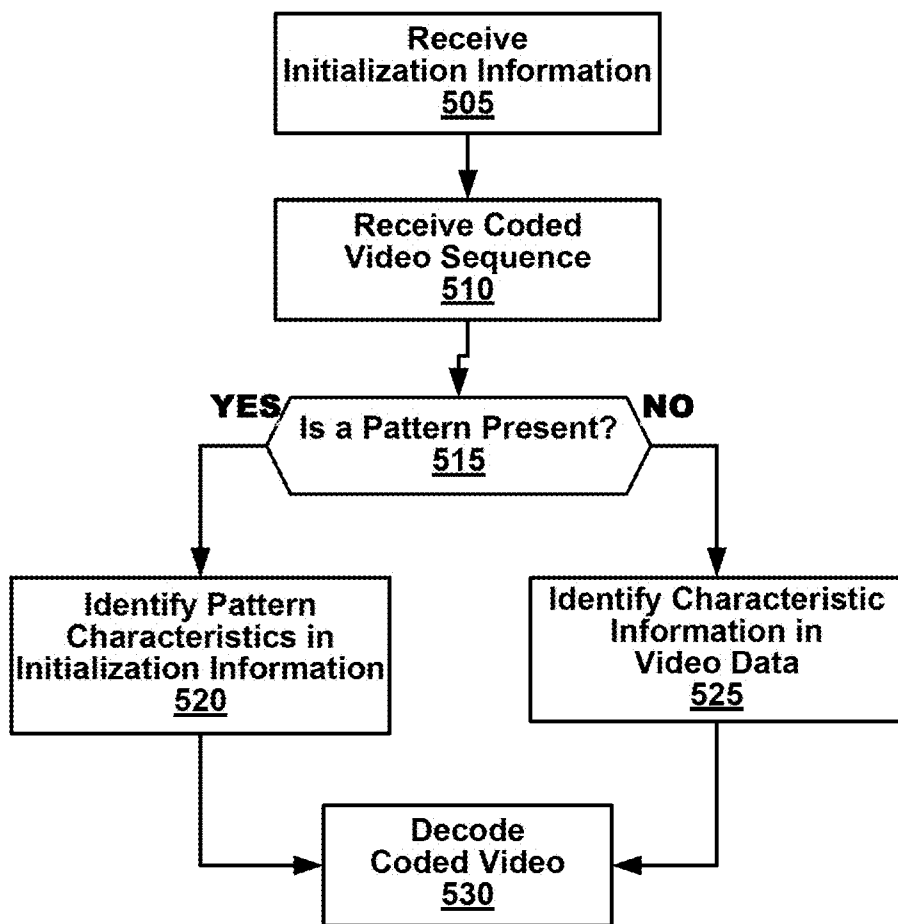 Receive
Initialization Information
505
Receive Coded
Video Sequence
510
YES
NO
Is a Pattern Present?
515
Identify Pattern
Characteristics in
Initialization Information
520
Identify Characteristic
Information in
Video Data
525
Decode
Coded Video
530